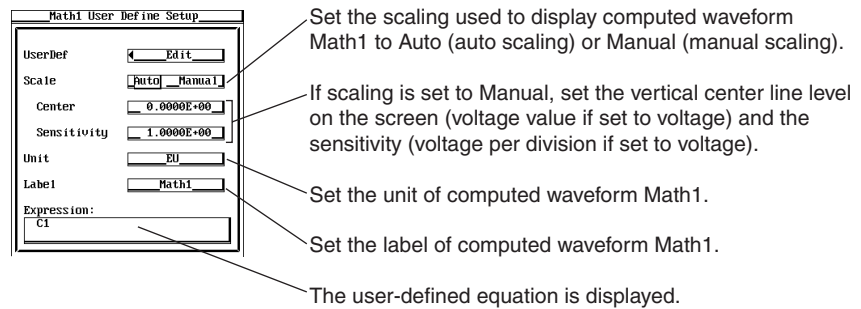 Math1 User Define Setup
UserDef Edit
Scale Auto Manual
Center 0.0000E+00
Sensitivity 1.0000E+00
Unit EU
Label Math1
Expression:
C1
Set the scaling used to display computed waveform
Math1 to Auto (auto scaling) or Manual (manual scaling).
If scaling is set to Manual, set the vertical center line level
on the screen (voltage value if set to voltage) and the
sensitivity (voltage per division if set to voltage).
Set the unit of computed waveform Math1.
Set the label of computed waveform Math1.
The user-defined equation is displayed.